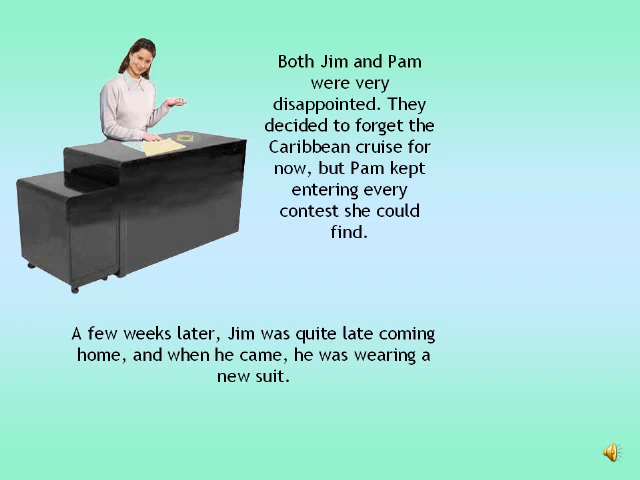 Both Jim and Pam
were very
disappointed. They
decided to forget the
Caribbean cruise for
now, but Pam kept
entering every
contest she could
find.
A few weeks later, Jim was quite late coming
home, and when he came, he was wearing a
new suit.